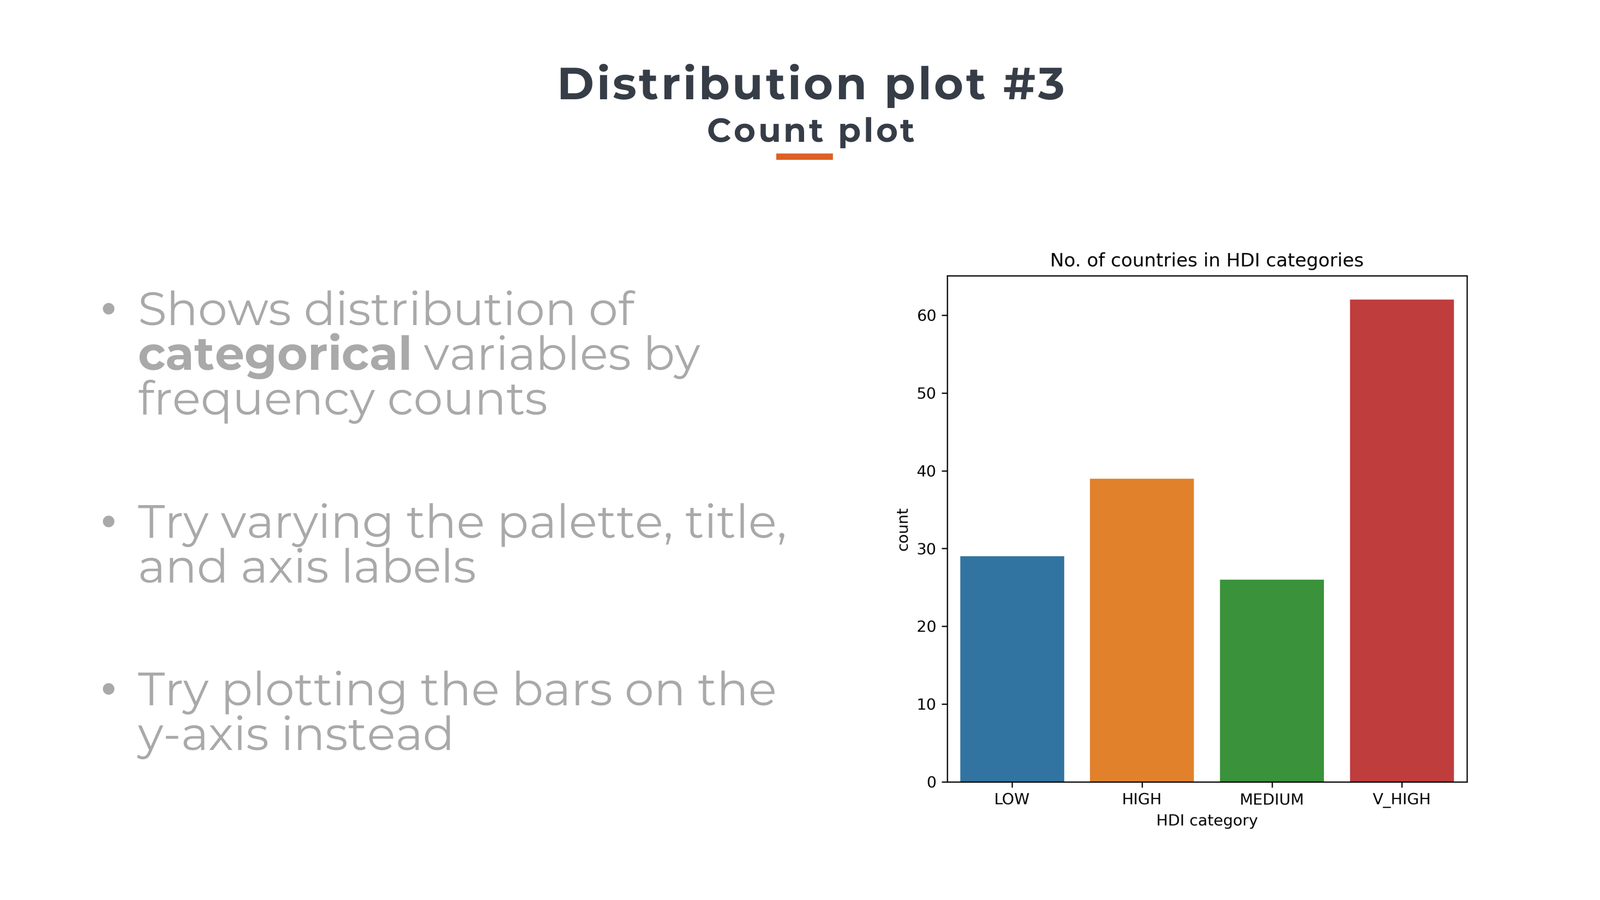 Distribution plot #3
Count plot
• Shows distribution of
categorical variables by
frequency counts
• Try varying the palette, title,
and axis labels
• Try plotting the bars on the
y-axis instead
No. of countries in HDI categories
60
50
40
30
20
10
0
count
LOW HIGH MEDIUM V_HIGH
HDI category